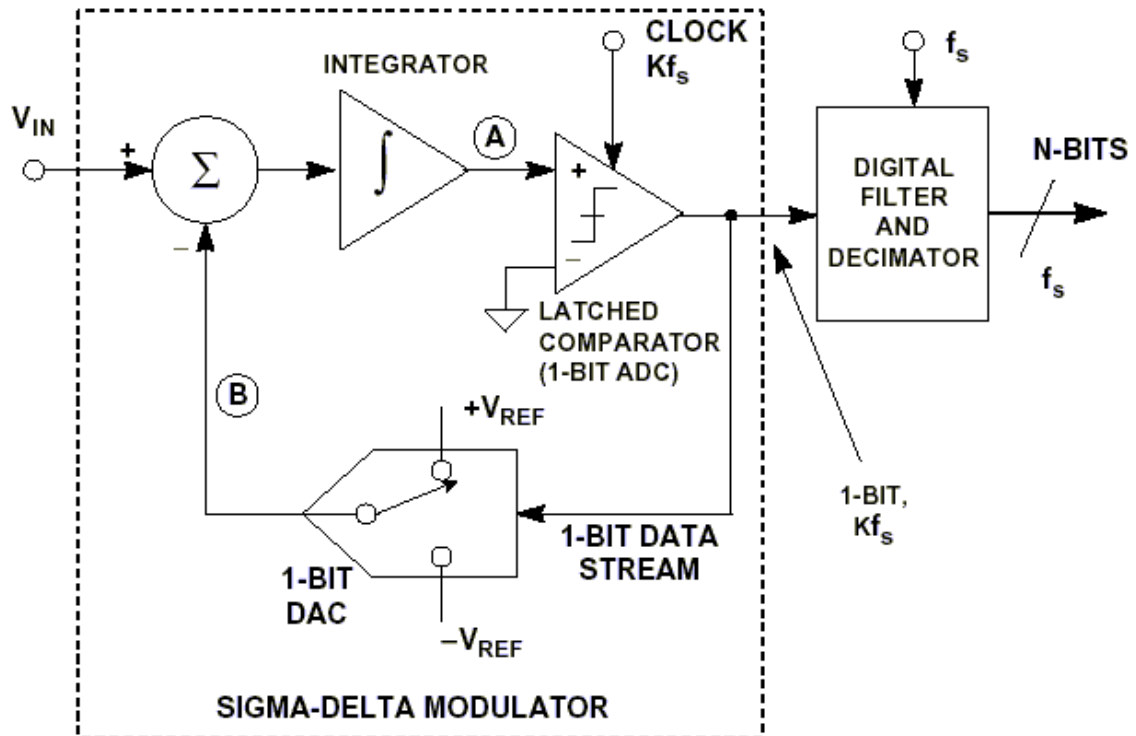 CLOCK
Kfs
fs
INTEGRATOR
VIN
+
Σ
−
∫
A
+
−
N-BITS
fs
DIGITAL
FILTER
AND
DECIMATOR
LATCHED
COMPARATOR
(1-BIT ADC)
B
+VREF
1-BIT,
Kfs
1-BIT DATA
STREAM
1-BIT
DAC
−VREF
SIGMA-DELTA MODULATOR